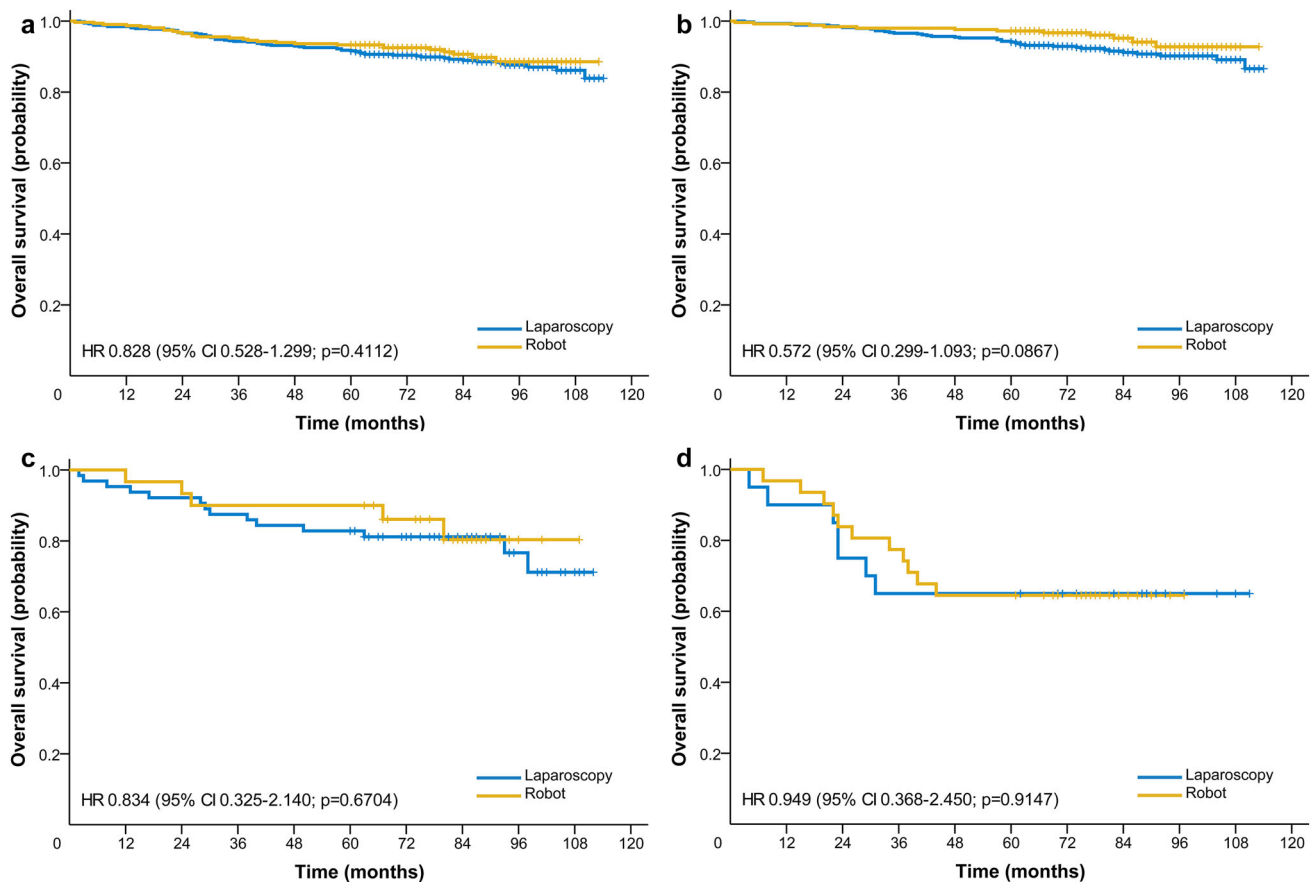 a
Overall survival (probability)
1.0
0.8
0.6
0.4
0.2
Laparoscopy
Robot
HR 0.828 (95% CI 0.528-1.299; p=0.4112)
0 12 24 36 48 60 72 84 96 108 120
Time (months)
b
Overall survival (probability)
1.0
0.8
0.6
0.4
0.2
Laparoscopy
Robot
HR 0.572 (95% CI 0.299-1.093; p=0.0867)
0 12 24 36 48 60 72 84 96 108 120
Time (months)
c
Overall survival (probability)
1.0
0.8
0.6
0.4
0.2
Laparoscopy
Robot
HR 0.834 (95% CI 0.325-2.140; p=0.6704)
0 12 24 36 48 60 72 84 96 108 120
Time (months)
d
Overall survival (probability)
1.0
0.8
0.6
0.4
0.2
Laparoscopy
Robot
HR 0.949 (95% CI 0.368-2.450; p=0.9147)
0 12 24 36 48 60 72 84 96 108 120
Time (months)